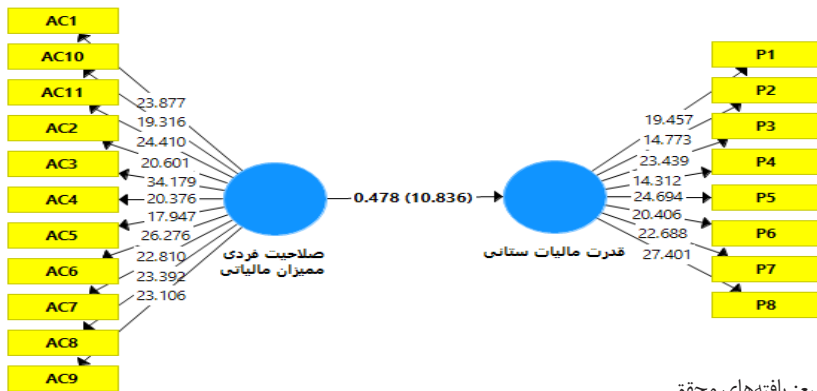 AC1
AC10
AC11
AC2
AC3
AC4
AC5
AC6
AC7
AC8
AC9
23.877
19.316
24.410
20.601
34.179
20.376
17.947
26.276
22.810
23.392
23.106
صلاحیت فردی
ممیزان مالیاتی
0.478 (10.836)
قدرت مالیات ستانی
19.457
14.773
23.439
14.312
24.694
20.406
22.688
27.401
P1
P2
P3
P4
P5
P6
P7
P8
یافته‌های محقق